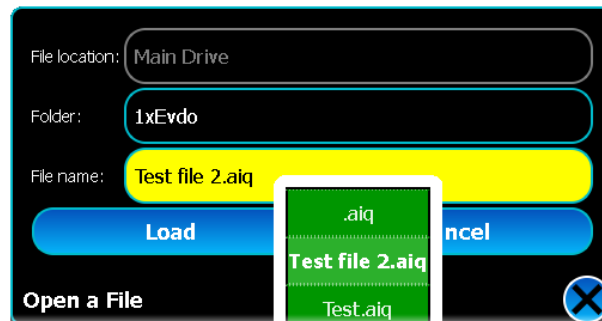 File location: Main Drive
Folder: 1xEvdo
File name: Test file 2.aiq
.aiq
Load ncel
Test file 2.aiq
Open a File
Test.aiq